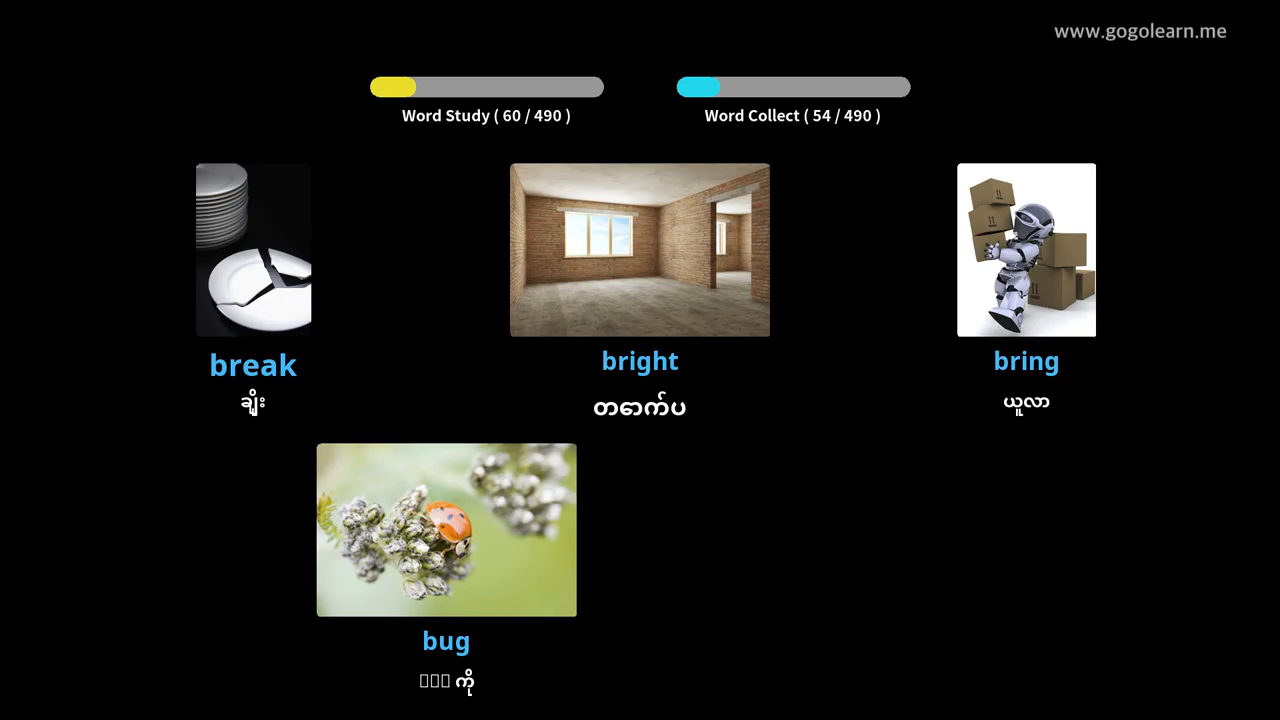 www.gogolearn.me
Word Study ( 60 / 490 )
Word Collect ( 54 / 490 )
break
ချိုး
bright
တောက်ပ
bring
ယူလာ
bug
ကို